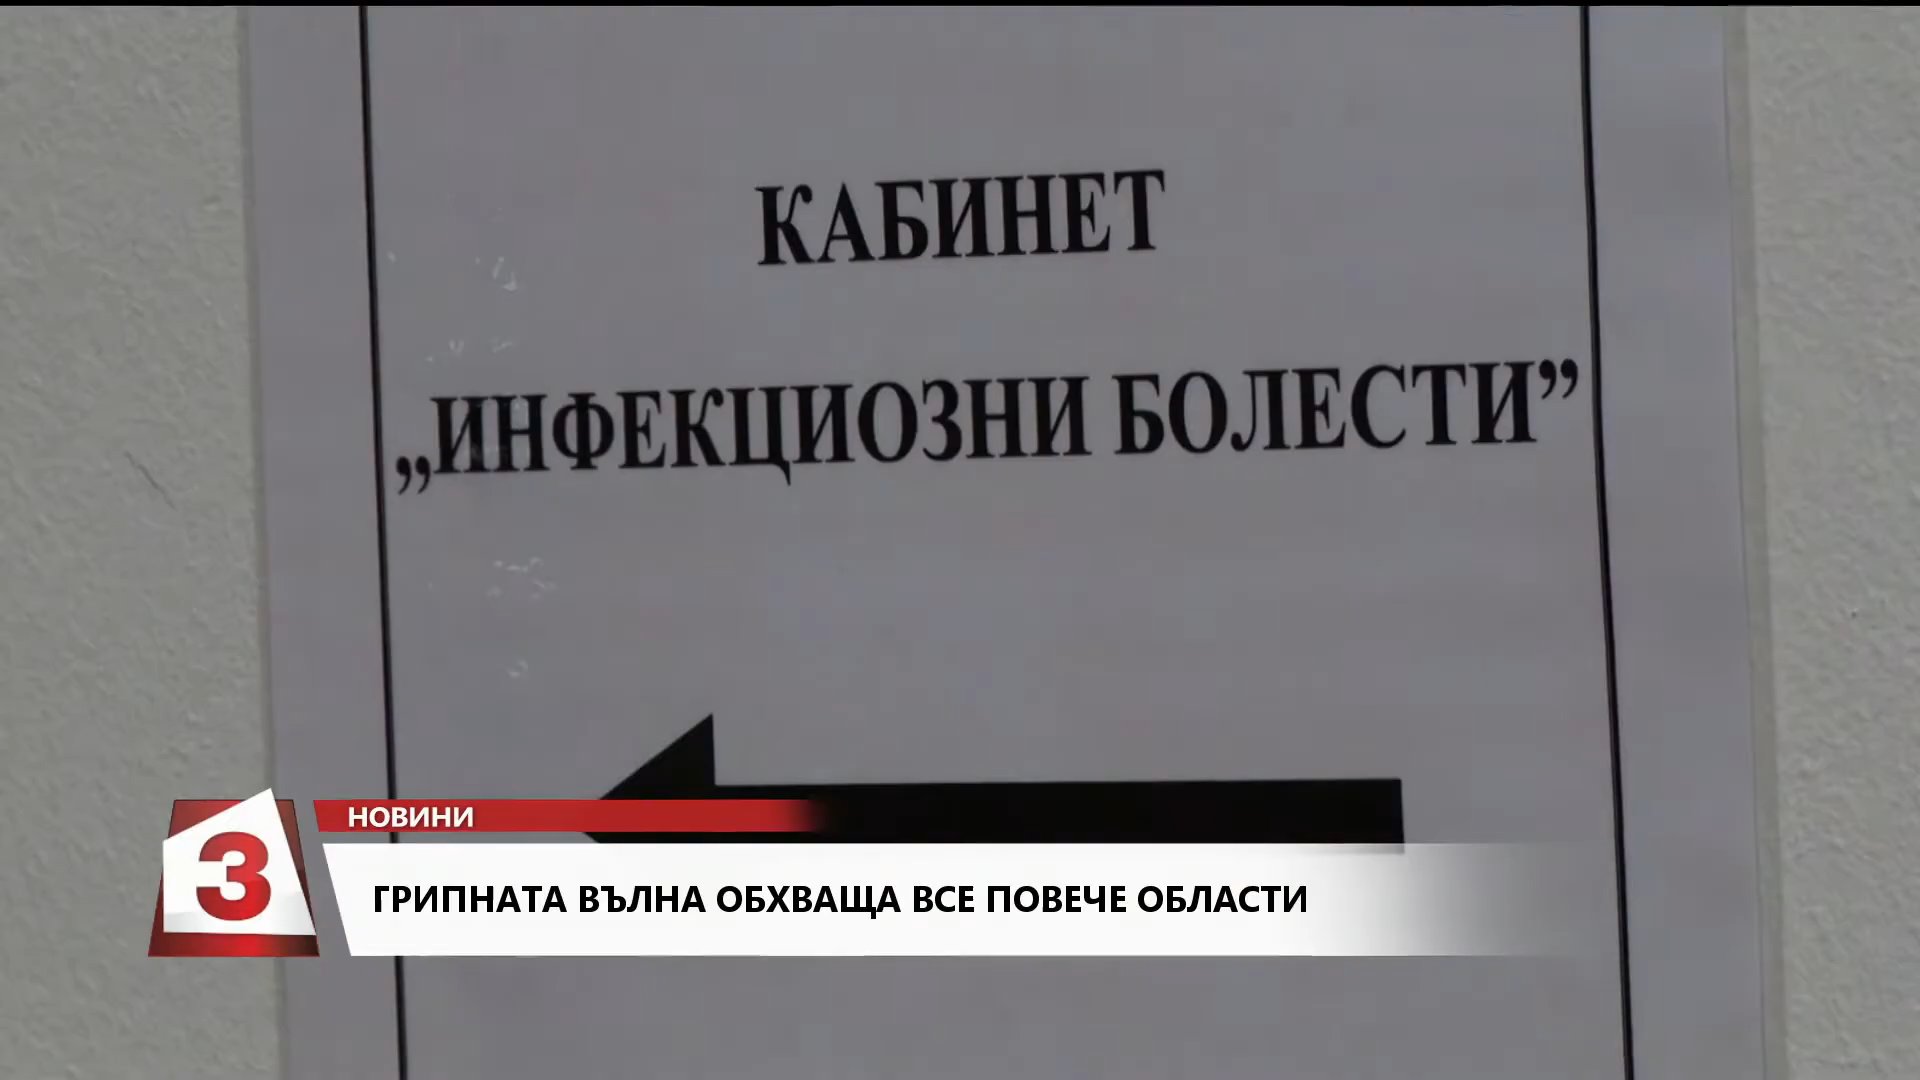 КАБИНЕТ
„ИНФЕКЦИОЗНИ БОЛЕСТИ”
3
НОВИНИ
ГРИПНАТА ВЪЛНА ОБХВАЩА ВСЕ ПОВЕЧЕ ОБЛАСТИ